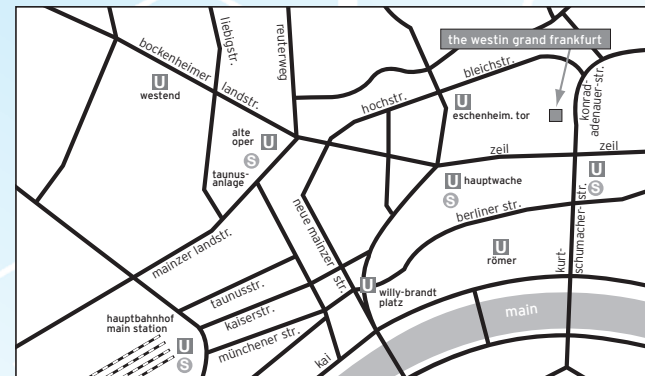 the westin grand frankfurt
liebigstr.
reuterweg
bockenheimer
landstr.
bleichstr.
konrad-
adenauer-str.
U
westend
hochstr.
U
eschenheim. tor
alte
oper U
S
taunus-
anlage
zeil
zeil
U
S
U hauptwache
S
berliner str.
neue mainzer
str.
kurt-
schumacher-
str.
U
römer
mainzer landstr.
taunusstr.
kaiserstr.
münchener str.
U willy-brandt
platz
main
hauptbahnhof
main station
U
S
kai